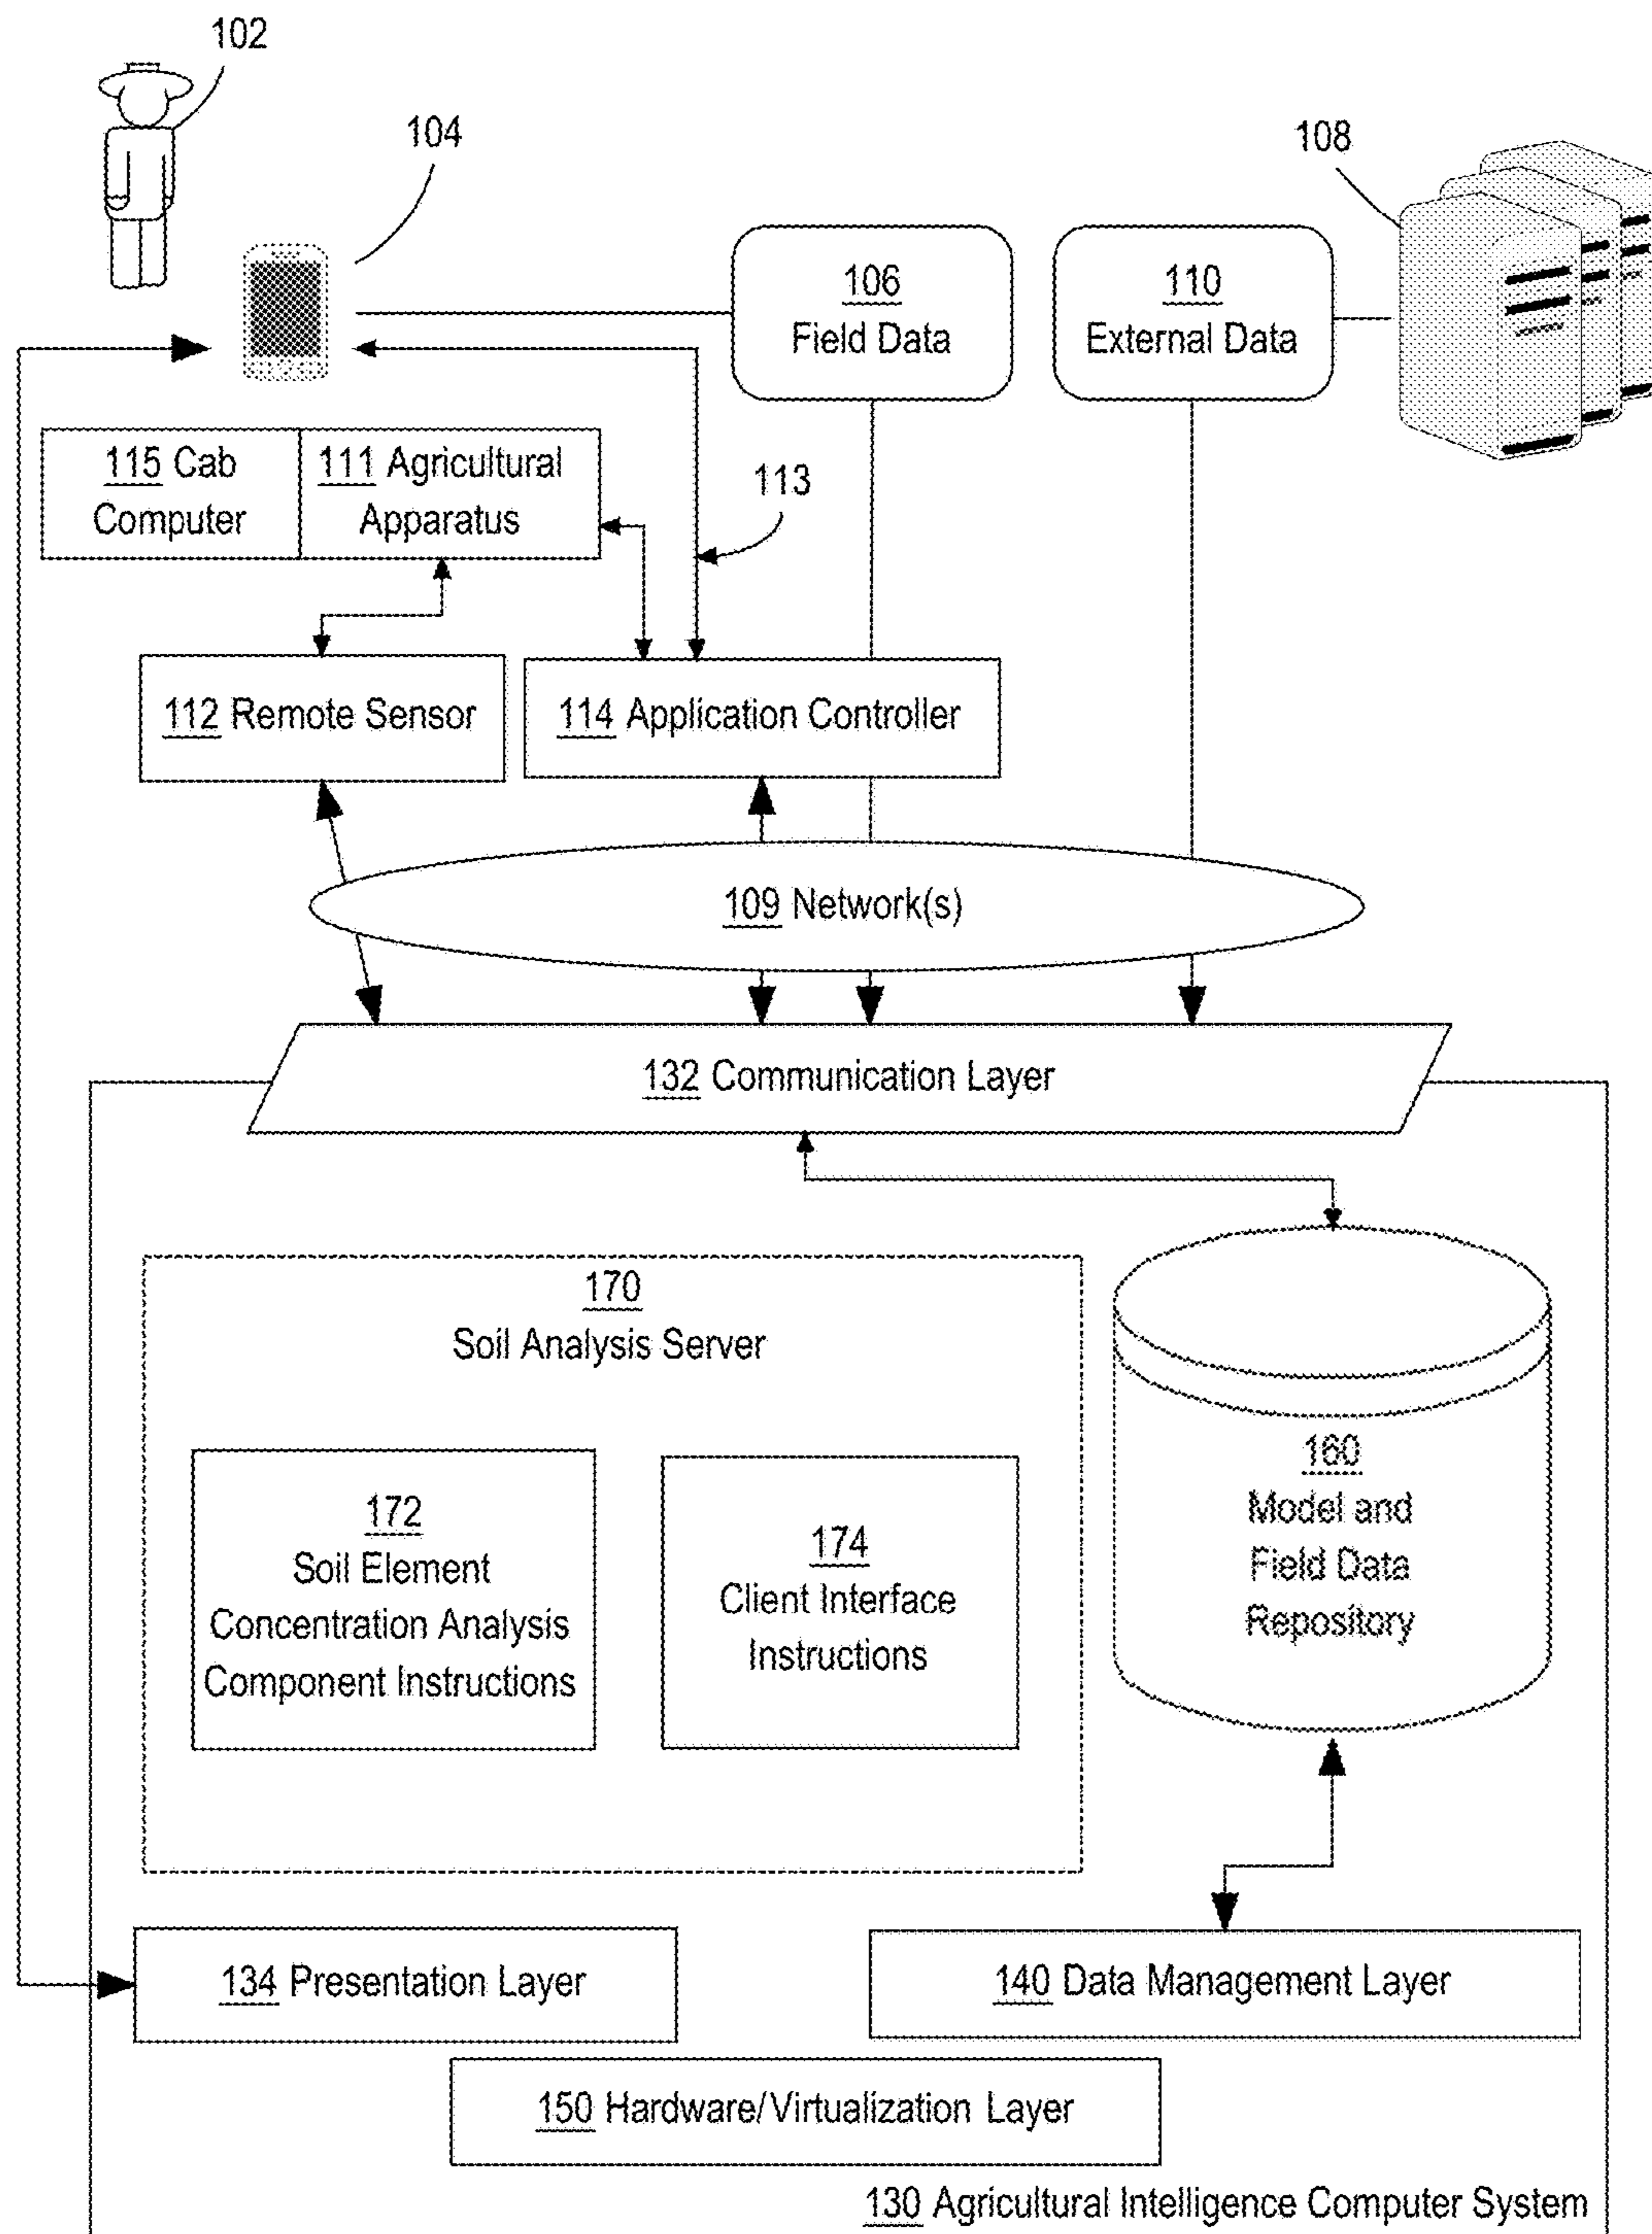 102
104
108
106
Field Data
110
External Data
115 Cab
Computer
111 Agricultural
Apparatus
113
112 Remote Sensor
114 Application Controller
109 Network(s)
132 Communication Layer
170
Soil Analysis Server
172
Soil Element
Concentration Analysis
Component Instructions
174
Client Interface
Instructions
160
Model and
Field Data
Repository
134 Presentation Layer
140 Data Management Layer
150 Hardware/Virtualization Layer
130 Agricultural Intelligence Computer System